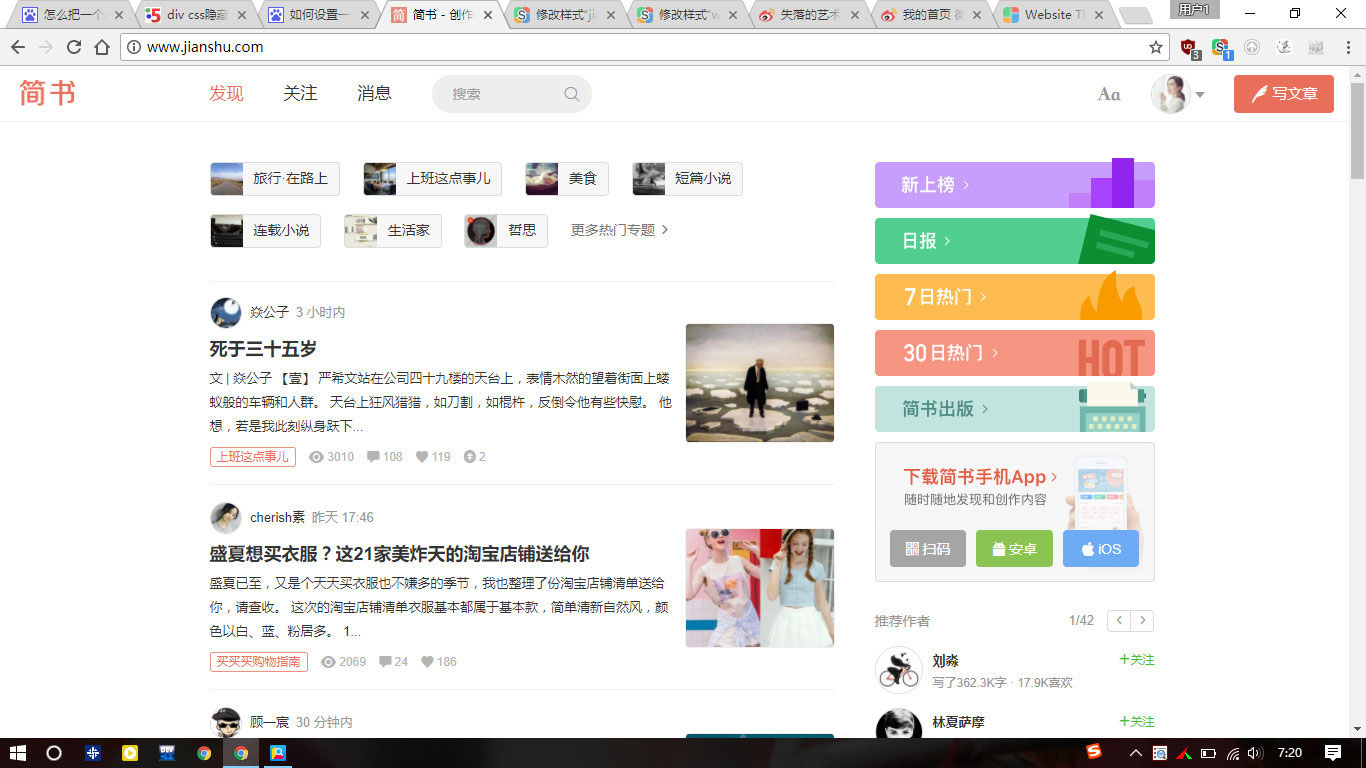 怎么把一个
div css隐藏
如何设置一
简书 - 创作
修改样式"jia
修改样式"w
失落的艺术
我的首页 微
Website Th
用户1
www.jianshu.com
3
1
简书
发现
关注
消息
搜索
Aa
写文章
旅行·在路上
上班这点事儿
美食
短篇小说
连载小说
生活家
哲思
更多热门专题 >
焱公子 3 小时内
死于三十五岁
文 | 焱公子 【壹】 严希文站在公司四十九楼的天台上，表情木然的望着街面上蝼
蚁般的车辆和人群。 天台上狂风猎猎，如刀割，如棍杵，反倒令他有些快慰。 他
想，若是我此刻纵身跃下...
上班这点事儿
3010
108
119
2
cherish素 昨天 17:46
盛夏想买衣服？这21家美炸天的淘宝店铺送给你
盛夏已至，又是个天天买衣服也不嫌多的季节，我也整理了份淘宝店铺清单送给
你，请查收。 这次的淘宝店铺清单衣服基本都属于基本款，简单清新自然风，颜
色以白、蓝、粉居多。 1...
买买买购物指南
2069
24
186
顾一宸 30 分钟内
新上榜 >
日报 >
7日热门 >
30日热门 >
HOT
简书出版 >
下载简书手机App >
随时随地发现和创作内容
扫码
安卓
iOS
推荐作者
1/42
刘淼
+关注
写了362.3K字 · 17.9K喜欢
林夏萨摩
+关注
7:20